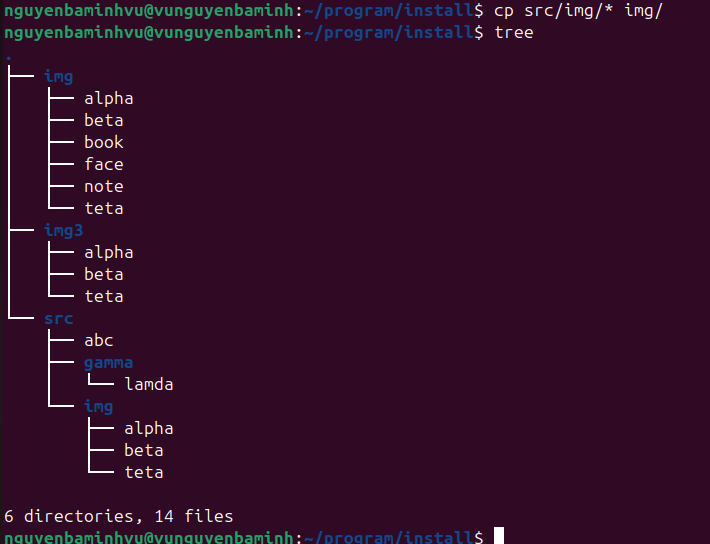 nguyenbaminhvu@vunguyenbaminh:~/program/install$ cp src/img/* img/
nguyenbaminhvu@vunguyenbaminh:~/program/install$ tree
.
├── img
│   ├── alpha
│   ├── beta
│   ├── book
│   ├── face
│   ├── note
│   └── teta
├── img3
│   ├── alpha
│   ├── beta
│   └── teta
└── src
    ├── abc
    ├── gamma
    │   └── lamda
    └── img
        ├── alpha
        ├── beta
        └── teta
6 directories, 14 files
nguyenbaminhvu@vunguyenbaminh:~/program/install$